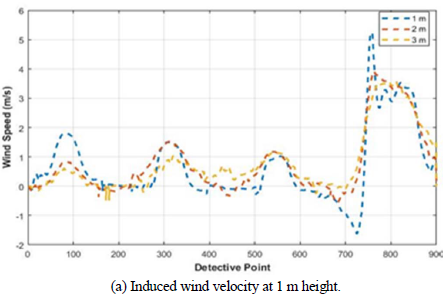 6
5
4
3
2
1
0
-1
-2
Wind Speed (m/s)
1 m
2 m
3 m
0 100 200 300 400 500 600 700 800 900
Detective Point
(a) Induced wind velocity at 1 m height.